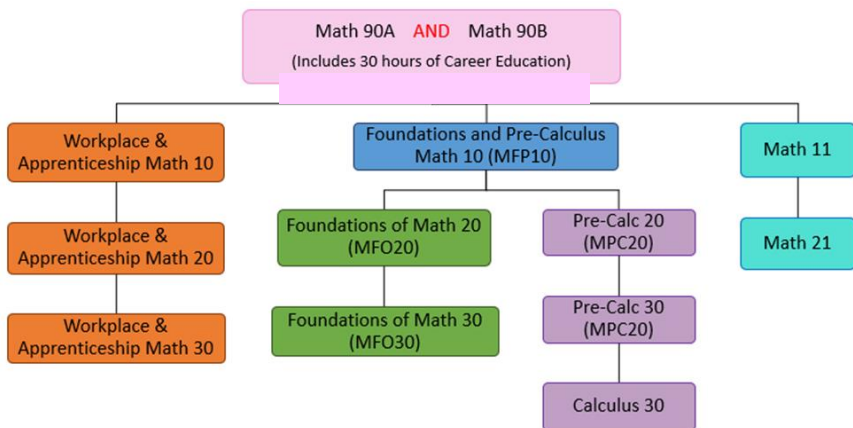 Math 90A AND Math 90B
(Includes 30 hours of Career Education)
Workplace &
Apprenticeship Math 10
Foundations and Pre-Calculus
Math 10 (MFP10)
Math 11
Workplace &
Apprenticeship Math 20
Foundations of Math 20
(MFO20)
Pre-Calc 20
(MPC20)
Math 21
Workplace &
Apprenticeship Math 30
Foundations of Math 30
(MFO30)
Pre-Calc 30
(MPC20)
Calculus 30